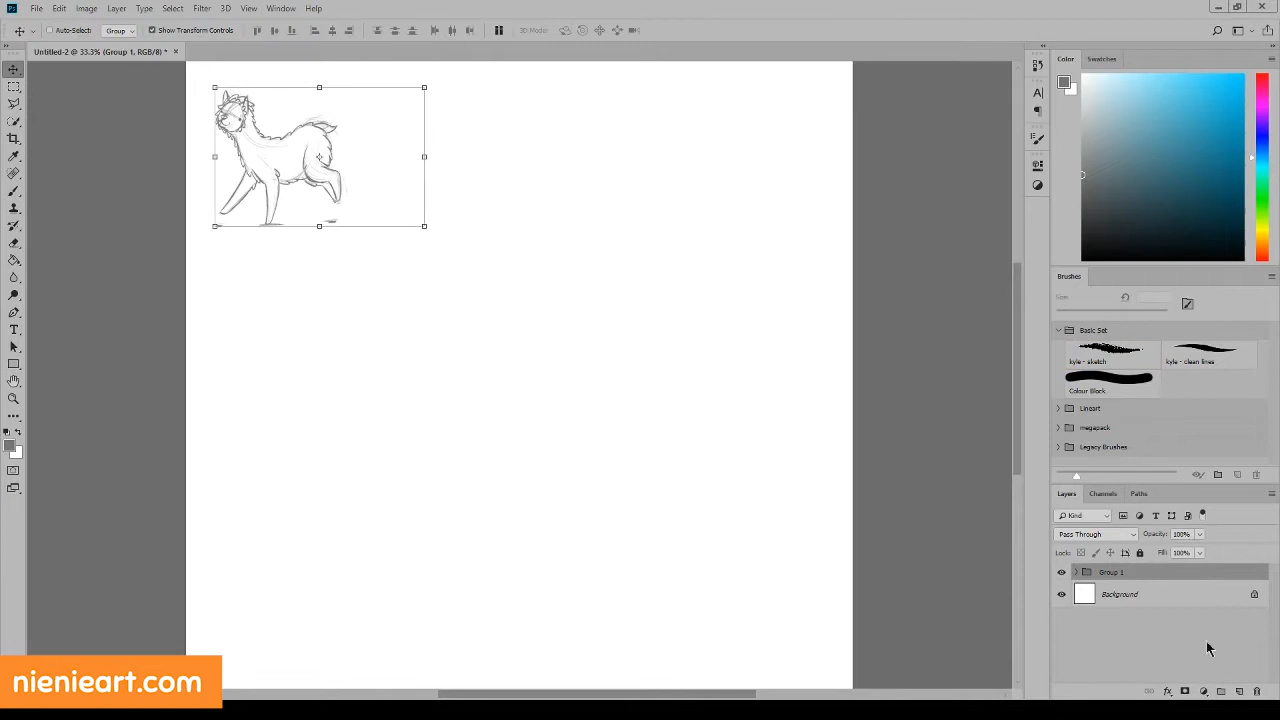 File Edit Image Layer Type Select Filter 3D View Window Help
Auto-Select: Group Show Transform Controls 3D Mode:
Untitled-2 @ 33.3% (Group 1, RGB/8) *
Color Swatches
Brushes
Size:
Basic Set
kyle - sketch kyle - clean lines
Colour Block
Lineart
megapack
Legacy Brushes
Layers Channels Paths
Kind
Pass Through Opacity: 100%
Lock: Fill: 100%
Group 1
Background
nienieart.com